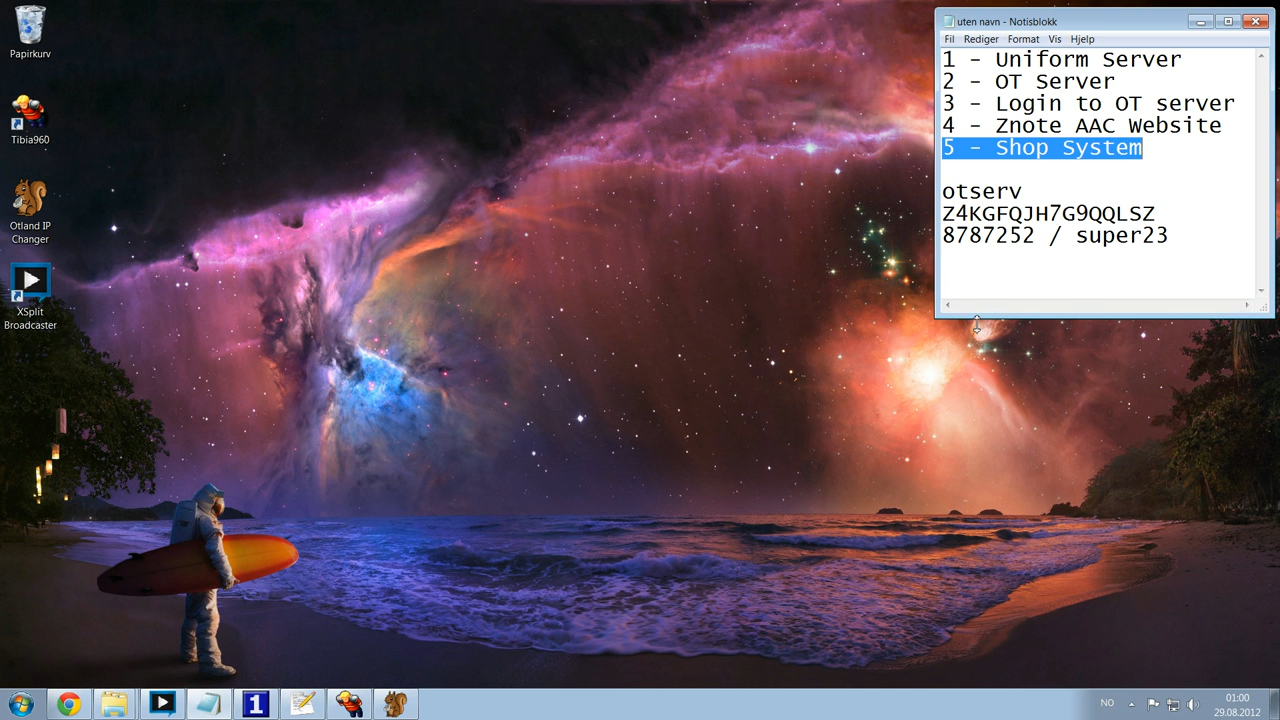 Papirkurv
Tibia960
Otland IP
Changer
XSplit
Broadcaster
uten navn - Notisblokk
Fil Rediger Format Vis Hjelp
1 - Uniform Server
2 - OT Server
3 - Login to OT server
4 - Znote AAC Website
5 - Shop System
otserv
Z4KGFQJH7G9QQLSZ
8787252 / super23
1
NO
01:00
29.08.2012